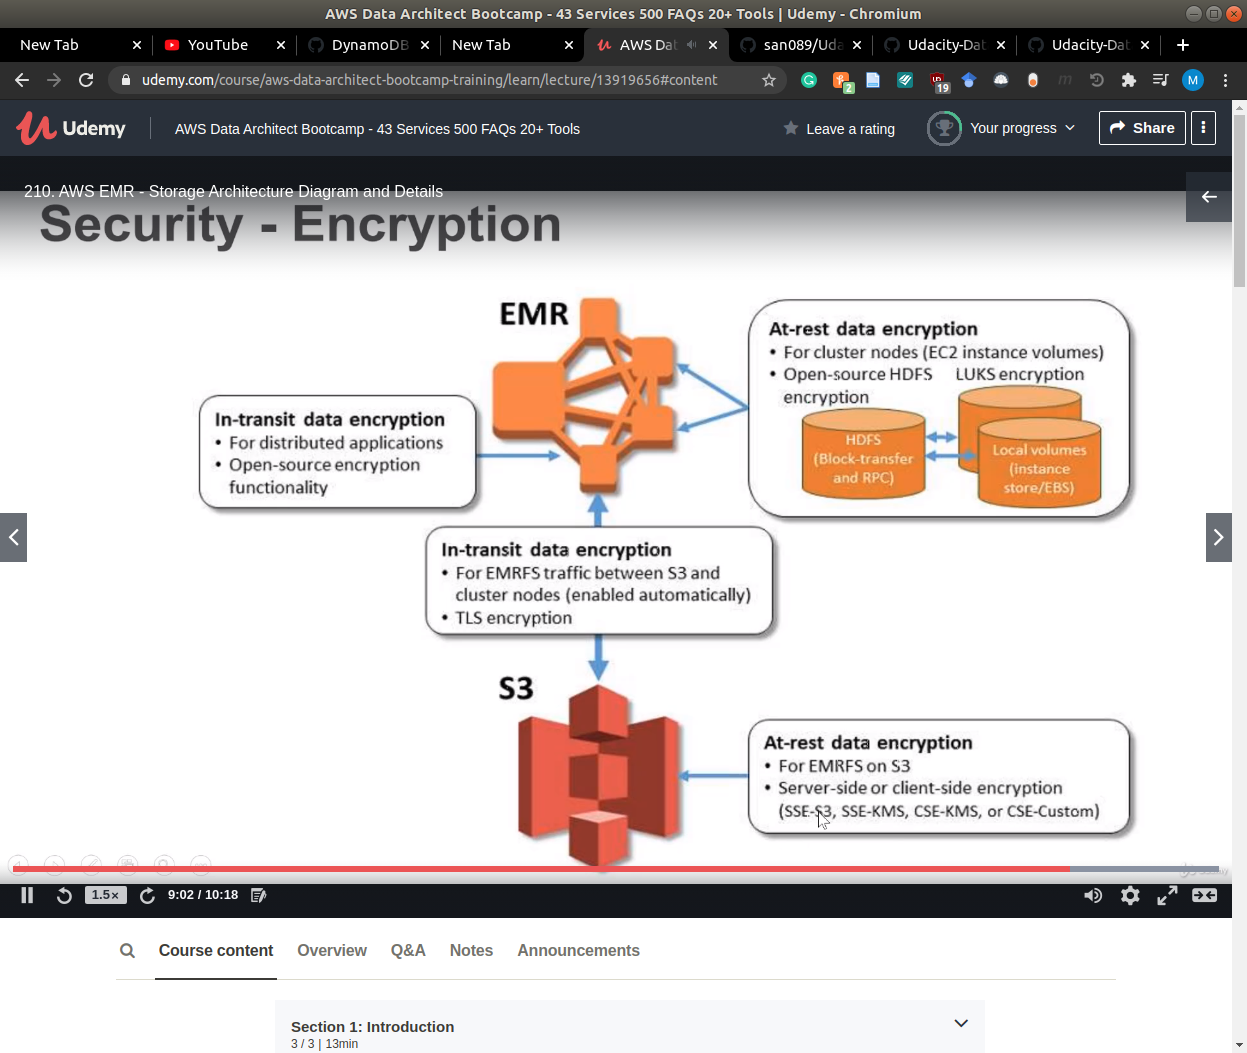 AWS Data Architect Bootcamp - 43 Services 500 FAQs 20+ Tools | Udemy - Chromium
New Tab
YouTube
DynamoDB
New Tab
AWS Dat
san089/Uda
Udacity-Dat
Udacity-Dat
udemy.com/course/aws-data-architect-bootcamp-training/learn/lecture/13919656#content
2
19
M
Udemy
AWS Data Architect Bootcamp - 43 Services 500 FAQs 20+ Tools
Leave a rating
Your progress
Share
210. AWS EMR - Storage Architecture Diagram and Details
Security - Encryption
EMR
At-rest data encryption
• For cluster nodes (EC2 instance volumes)
• Open-source HDFS encryption
LUKS encryption
HDFS
(Block-transfer
and RPC)
Local volumes
(instance
store/EBS)
In-transit data encryption
• For distributed applications
• Open-source encryption
functionality
In-transit data encryption
• For EMRFS traffic between S3 and
cluster nodes (enabled automatically)
• TLS encryption
S3
At-rest data encryption
• For EMRFS on S3
• Server-side or client-side encryption
(SSE-S3, SSE-KMS, CSE-KMS, or CSE-Custom)
1.5×
9:02 / 10:18
Course content
Overview
Q&A
Notes
Announcements
Section 1: Introduction
3 / 3 | 13min